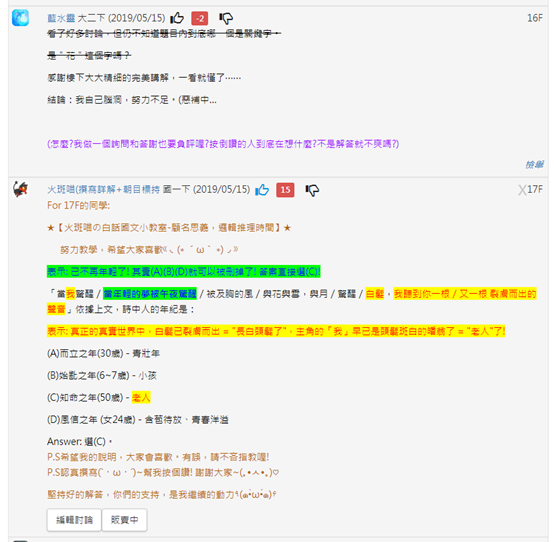 藍水靈 大二下 (2019/05/15) -2 16F
看了好多討論，但仍不知道題目內到底哪一個是關鍵字。
是＂花＂這個字嗎？
感謝樓下大大精細的完美講解，一看就懂了……
結論：我自己腦洞，努力不足。(惡補中...
(怎麼?我做一個詢問和答謝也要負評喔?按倒讚的人到底在想什麼?不是解答就不爽嗎?)
檢舉
火斑喵(撰寫詳解+朝目標持 國一下 (2019/05/15) 15 X17F
For 17F的同學:
★【火斑喵の白話國文小教室-顧名思義，邏輯推理時間】★
努力教學，希望大家喜歡
表示: 已不再年輕了! 其實(A)(B)(D)就可以被刪掉了! 答案直接選(C)!
「當我驚醒 / 當年輕的夢被午夜驚醒 / 被及胸的風 / 與花與雲，與月 / 驚醒 / 白髮，我聽到你一根 / 又一根 裂膚而出的
聲音」依據上文，詩中人的年紀是：
表示: 真正的真實世界中，白髮已裂膚而出 = "長白頭髮了"，主角的「我」早已是頭髮斑白的樣貌了 = "老人"了!
(A)而立之年(30歲) - 青壯年
(B)始齔之年(6~7歲) - 小孩
(C)知命之年(50歲) - 老人
(D)風信之年 (女24歲) - 含苞待放、青春洋溢
Answer: 選(C)。
P.S希望我的說明，大家會喜歡。有誤，請不吝指教喔!
P.S認真撰寫(´・ω・`)~幫我按個讚! 謝謝大家~
堅持好的解答，你們的支持，是我繼續的動力
編輯討論 販賣中